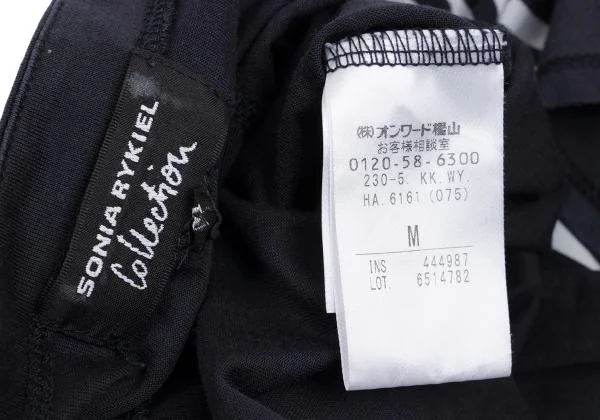 SONIA RYKIEL
Collection
㈱オンワード樫山
お客様相談室
0120-58-6300
230-5. KK. WY.
HA. 6161 (075)
M
INS. 444987
LOT. 6514782